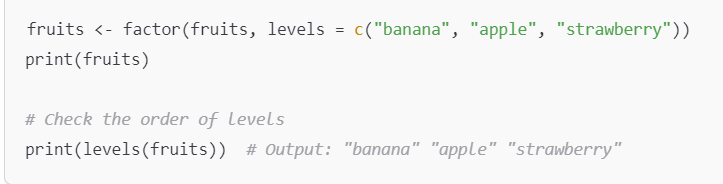 fruits <- factor(fruits, levels = c("banana", "apple", "strawberry"))
print(fruits)
# Check the order of levels
print(levels(fruits))  # Output: "banana" "apple" "strawberry"